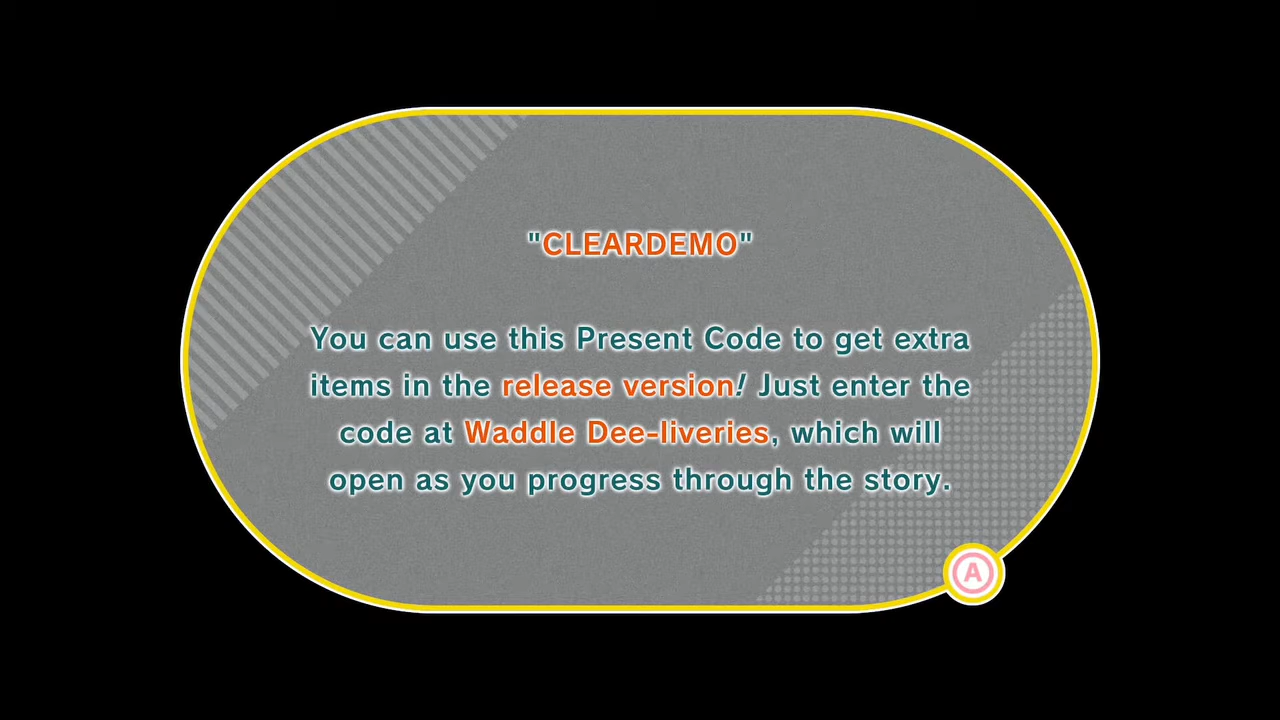 "CLEARDEMO"
You can use this Present Code to get extra
items in the release version! Just enter the
code at Waddle Dee-liveries, which will
open as you progress through the story.
A